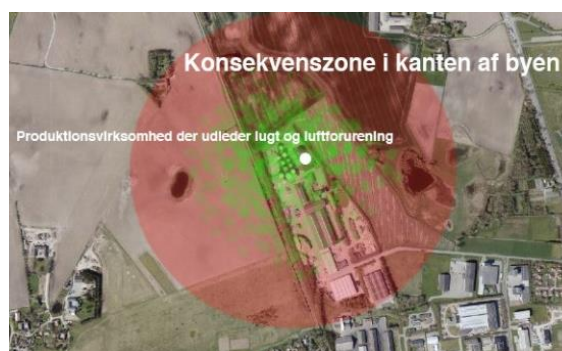 Konsekvenszone i kanten af byen
Produktionsvirksomhed der udleder lugt og luftforurening